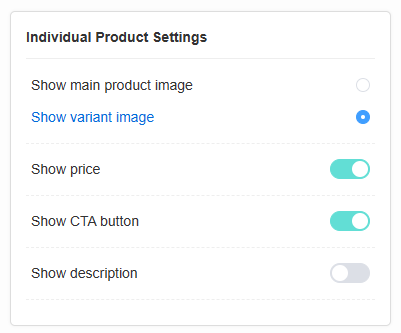 Individual Product Settings
Show main product image
Show variant image
Show price
Show CTA button
Show description